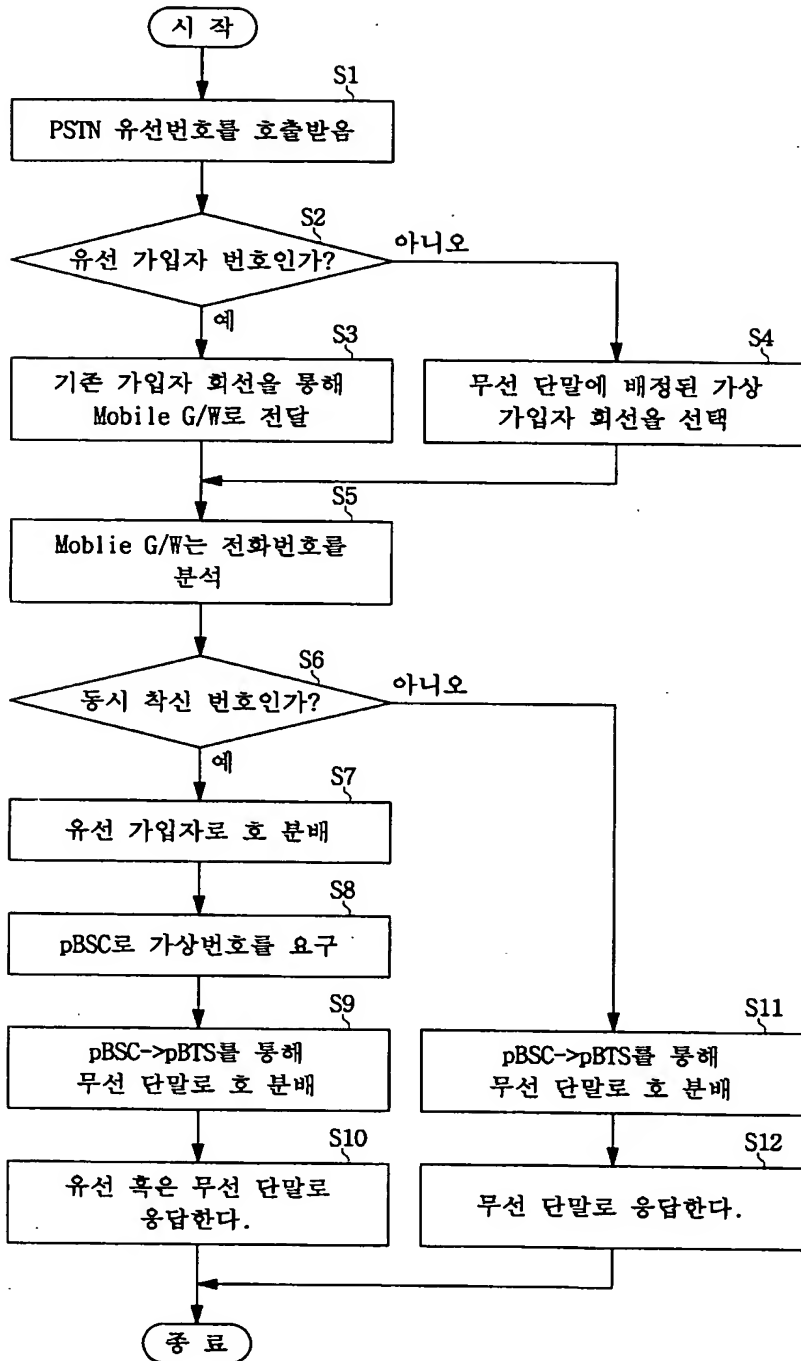 시 작
S1
PSTN 유선번호를 호출받음
S2
유선 가입자 번호인가?
아니오
예
S3
기존 가입자 회선을 통해
Mobile G/W로 전달
S4
무선 단말에 배정된 가상
가입자 회선을 선택
S5
Moblie G/W는 전화번호를
분석
S6
동시 착신 번호인가?
아니오
예
S7
유선 가입자로 호 분배
S8
pBSC로 가상번호를 요구
S9
pBSC->pBTS를 통해
무선 단말로 호 분배
S11
pBSC->pBTS를 통해
무선 단말로 호 분배
S10
유선 혹은 무선 단말로
응답한다.
S12
무선 단말로 응답한다.
종 료